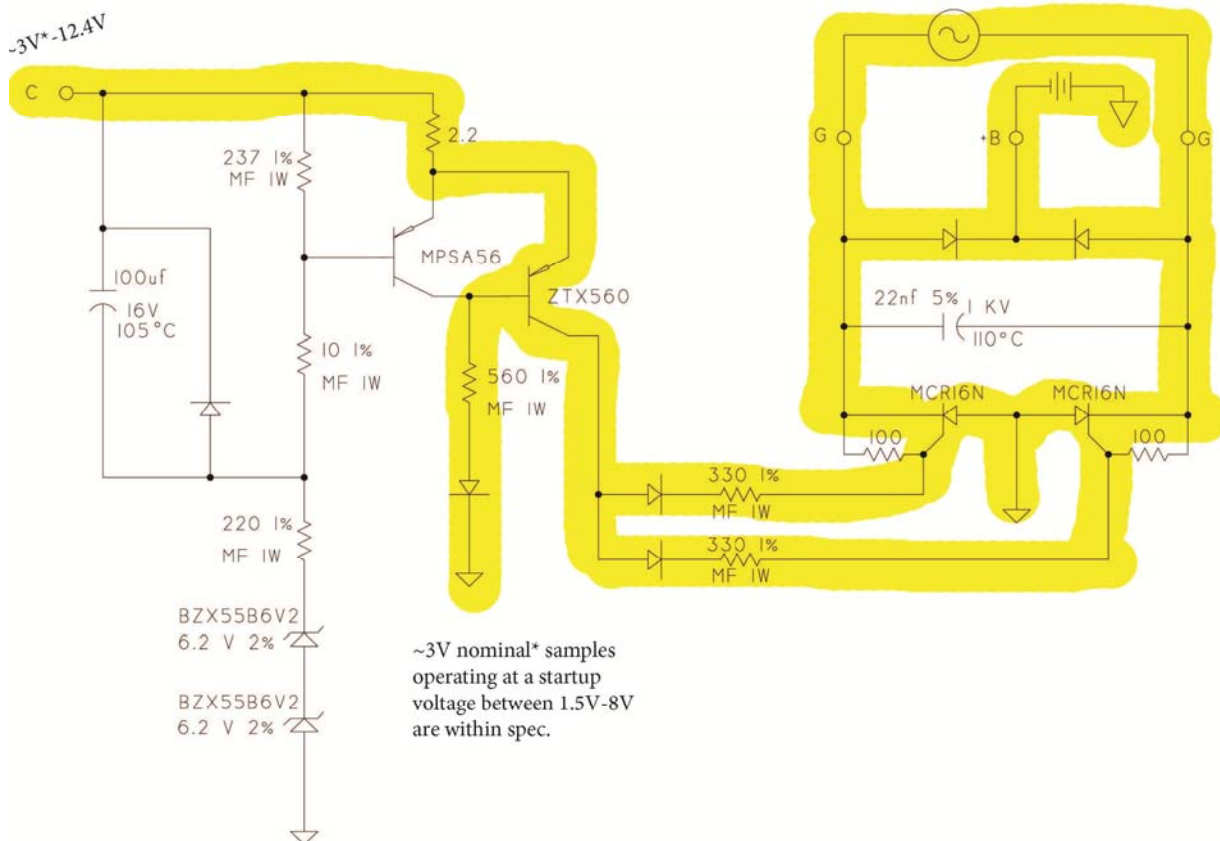 ~3V*-12.4V
C
2.2
237 1%
MF 1W
MPSA56
100uf
16V
105°C
10 1%
MF 1W
ZTX560
560 1%
MF 1W
220 1%
MF 1W
BZX55B6V2
6.2 V 2%
BZX55B6V2
6.2 V 2%
~3V nominal* samples
operating at a startup
voltage between 1.5V-8V
are within spec.
G
+B
G
22nf 5%
1 KV
110°C
MCR16N
MCR16N
100
100
330 1%
MF 1W
330 1%
MF 1W